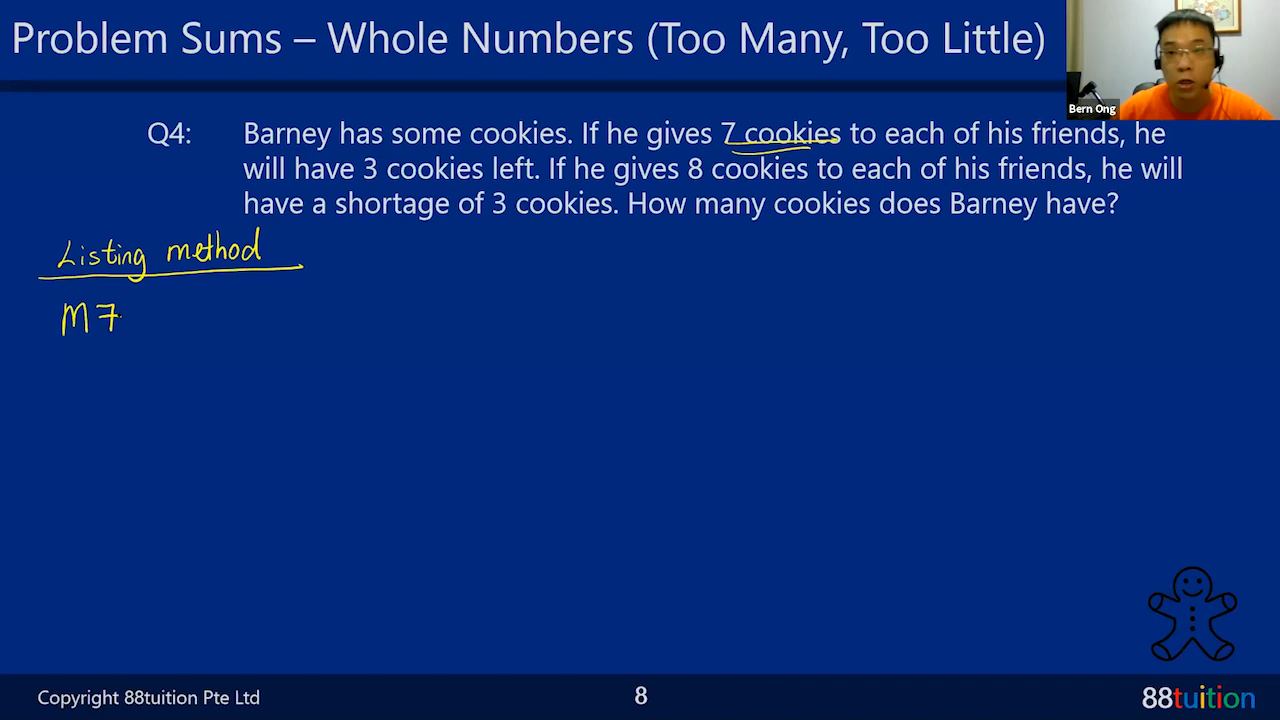 Problem Sums – Whole Numbers (Too Many, Too Little)
Bern Ong
Q4: Barney has some cookies. If he gives 7 cookies to each of his friends, he
will have 3 cookies left. If he gives 8 cookies to each of his friends, he will
have a shortage of 3 cookies. How many cookies does Barney have?
Listing method
M7
Copyright 88tuition Pte Ltd
8
88tuition